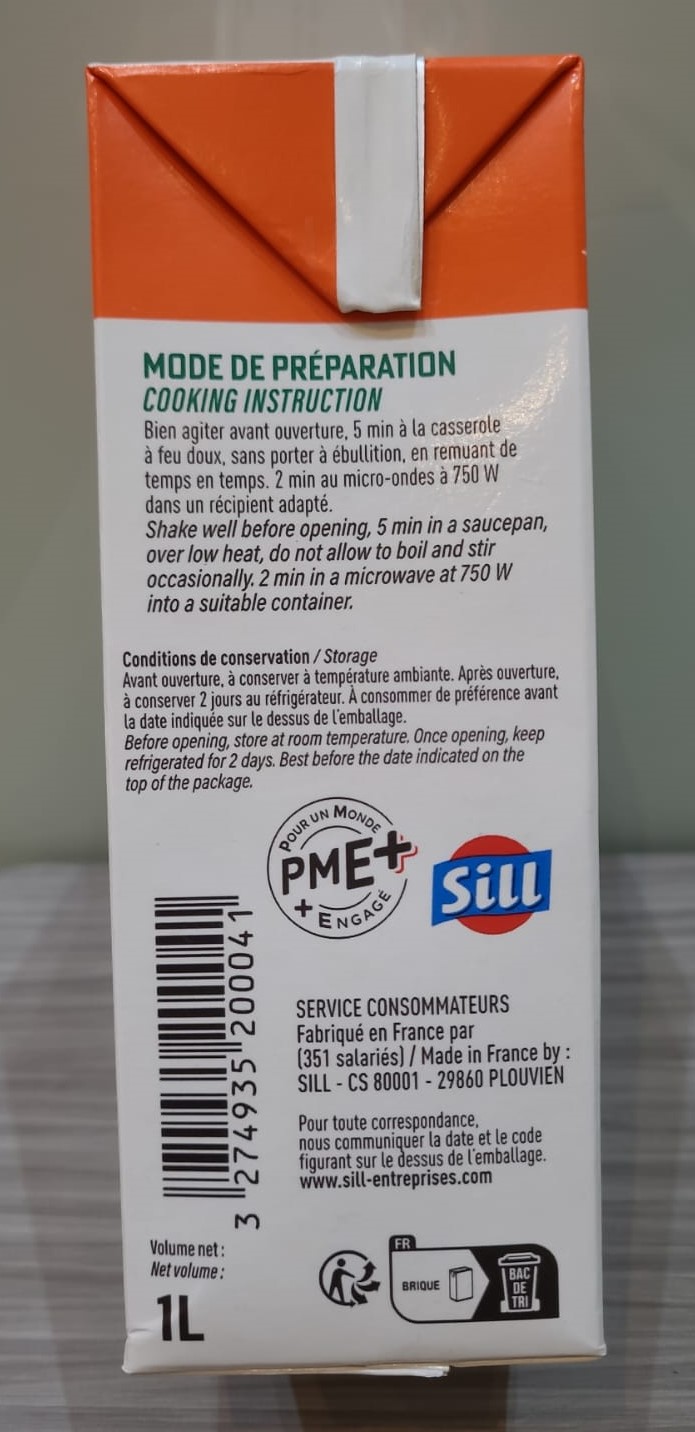 MODE DE PRÉPARATION
COOKING INSTRUCTION
Bien agiter avant ouverture, 5 min à la casserole
à feu doux, sans porter à ébullition, en remuant de
temps en temps. 2 min au micro-ondes à 750 W
dans un récipient adapté.
Shake well before opening, 5 min in a saucepan,
over low heat, do not allow to boil and stir
occasionally. 2 min in a microwave at 750 W
into a suitable container.
Conditions de conservation / Storage
Avant ouverture, à conserver à température ambiante. Après ouverture,
à conserver 2 jours au réfrigérateur. À consommer de préférence avant
la date indiquée sur le dessus de l'emballage.
Before opening, store at room temperature. Once opening, keep
refrigerated for 2 days. Best before the date indicated on the
top of the package.
POUR UN MONDE
PME+
+ ENGAGÉ
Sill
3 274935 200041
SERVICE CONSOMMATEURS
Fabriqué en France par
(351 salariés) / Made in France by :
SILL - CS 80001 - 29860 PLOUVIEN
Pour toute correspondance,
nous communiquer la date et le code
figurant sur le dessus de l'emballage.
www.sill-entreprises.com
Volume net :
Net volume :
1L
FR
BRIQUE
BAC
DE
TRI